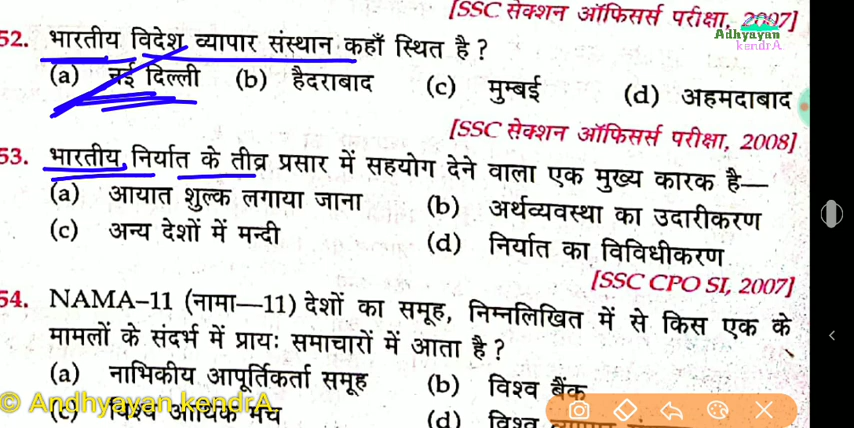 [SSC सेक्शन ऑफिसर्स परीक्षा, 2007]
Adhyayan
kendrA
52. भारतीय विदेश व्यापार संस्थान कहाँ स्थित है ?
(a) नई दिल्ली (b) हैदराबाद (c) मुम्बई (d) अहमदाबाद
[SSC सेक्शन ऑफिसर्स परीक्षा, 2008]
53. भारतीय निर्यात के तीव्र प्रसार में सहयोग देने वाला एक मुख्य कारक है—
(a) आयात शुल्क लगाया जाना (b) अर्थव्यवस्था का उदारीकरण
(c) अन्य देशों में मन्दी (d) निर्यात का विविधीकरण
[SSC CPO SI, 2007]
54. NAMA–11 (नामा—11) देशों का समूह, निम्नलिखित में से किस एक के
मामलों के संदर्भ में प्रायः समाचारों में आता है ?
(a) नाभिकीय आपूर्तिकर्ता समूह (b) विश्व बैंक
© Andhyayan kendrA
(c) विश्व आर्थिक मंच (d) विश्व